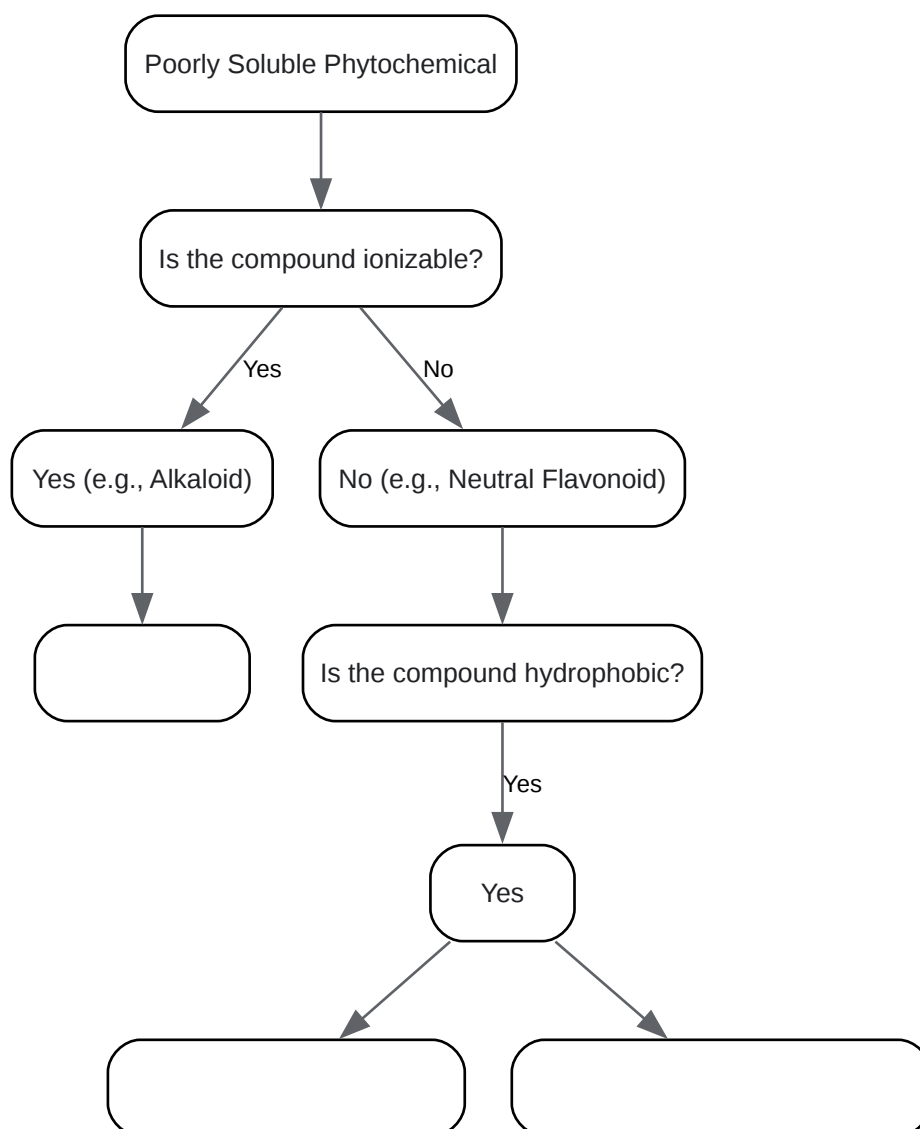 Poorly Soluble Phytochemical
Is the compound ionizable?
Yes
No
Yes (e.g., Alkaloid)
No (e.g., Neutral Flavonoid)
Is the compound hydrophobic?
Yes
Yes